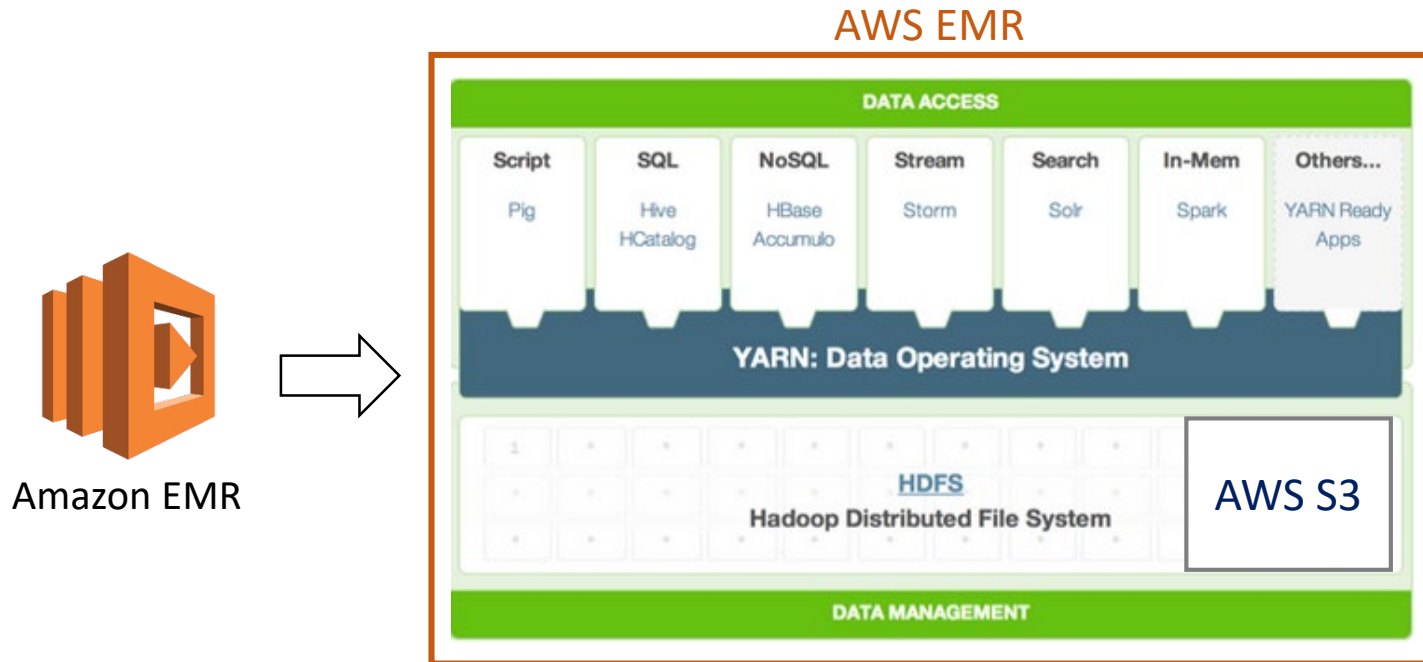 AWS EMR
DATA ACCESS
Script
Pig
SQL
Hive
HCatalog
NoSQL
HBase
Accumulo
Stream
Storm
Search
Solr
In-Mem
Spark
Others...
YARN Ready
Apps
YARN: Data Operating System
1
HDFS
Hadoop Distributed File System
AWS S3
DATA MANAGEMENT
Amazon EMR